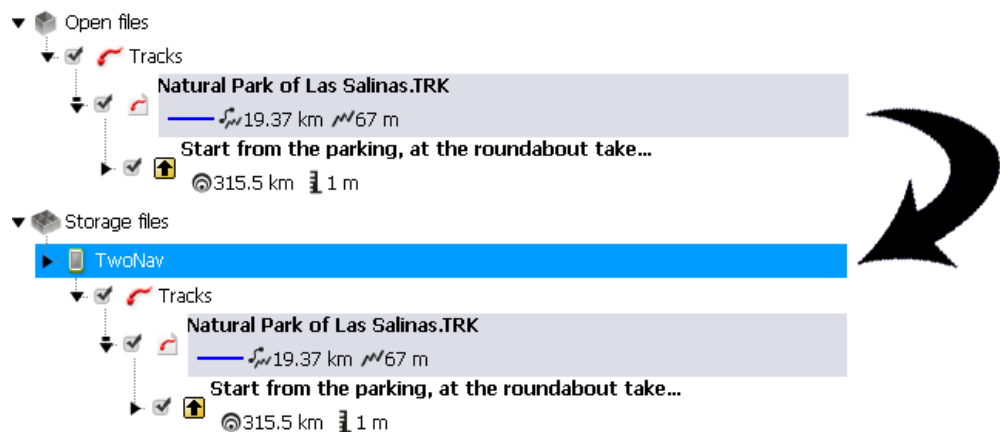 Open files
Tracks
Natural Park of Las Salinas.TRK
19.37 km 67 m
Start from the parking, at the roundabout take...
315.5 km 1 m
Storage files
TwoNav
Tracks
Natural Park of Las Salinas.TRK
19.37 km 67 m
Start from the parking, at the roundabout take...
315.5 km 1 m